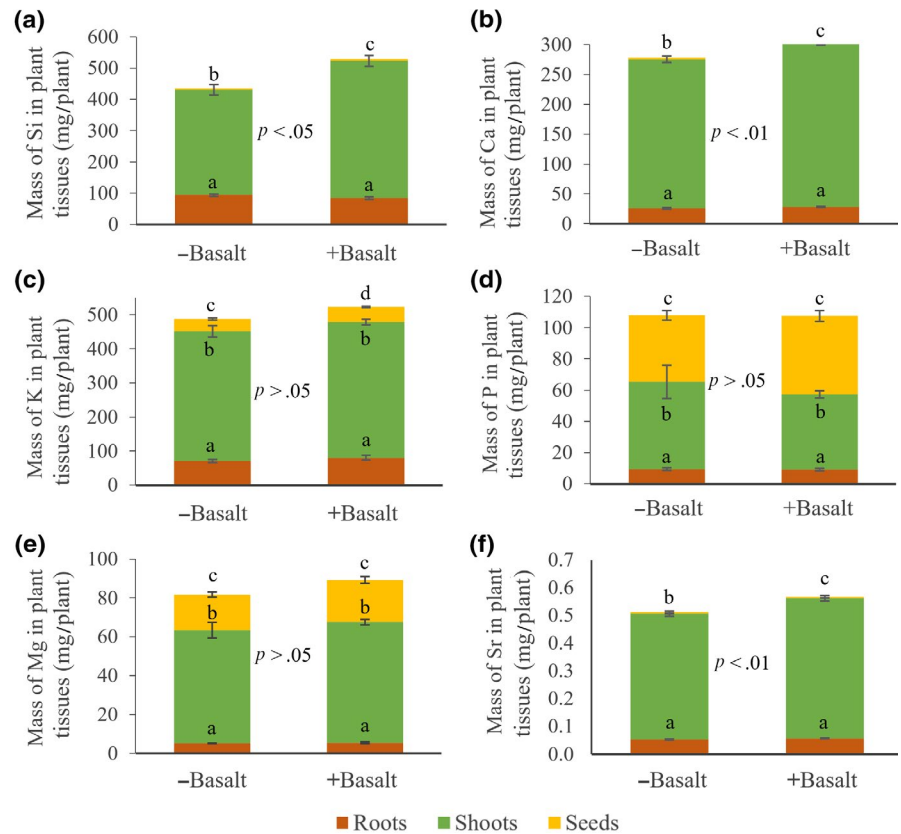 (a)
600
500
400
300
200
100
0
Mass of Si in plant
tissues (mg/plant)
b
c
p < .05
a
a
−Basalt
+Basalt
(b)
300
250
200
150
100
50
0
Mass of Ca in plant
tissues (mg/plant)
b
c
p < .01
a
a
−Basalt
+Basalt
(c)
500
400
300
200
100
0
Mass of K in plant
tissues (mg/plant)
c
d
b
b
p > .05
a
a
−Basalt
+Basalt
(d)
120
100
80
60
40
20
0
Mass of P in plant
tissues (mg/plant)
c
c
p > .05
b
b
a
a
−Basalt
+Basalt
(e)
100
80
60
40
20
0
Mass of Mg in plant
tissues (mg/plant)
c
c
b
b
p > .05
a
a
−Basalt
+Basalt
(f)
0.7
0.6
0.5
0.4
0.3
0.2
0.1
0.0
Mass of Sr in plant
tissues (mg/plant)
b
c
p < .01
a
a
−Basalt
+Basalt
Roots Shoots Seeds